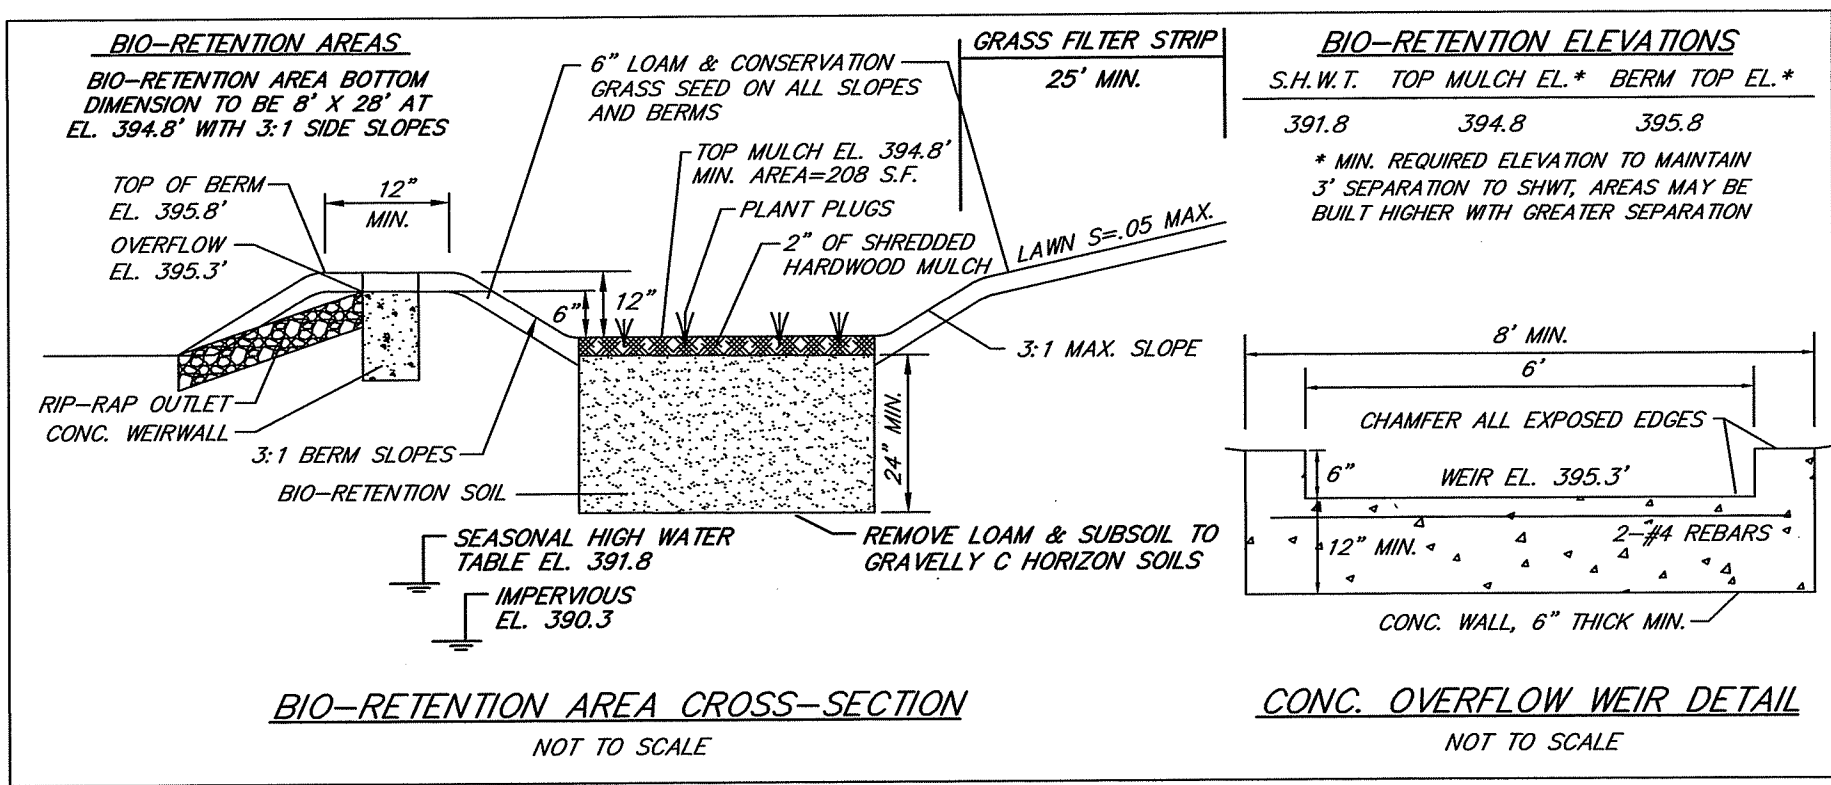 BIO-RETENTION AREAS
BIO-RETENTION AREA BOTTOM
DIMENSION TO BE 8' X 28' AT
EL. 394.8' WITH 3:1 SIDE SLOPES
6" LOAM & CONSERVATION
GRASS SEED ON ALL SLOPES
AND BERMS
GRASS FILTER STRIP
25' MIN.
TOP MULCH EL. 394.8'
MIN. AREA=208 S.F.
PLANT PLUGS
2" OF SHREDDED
HARDWOOD MULCH
LAWN S=.05 MAX.
TOP OF BERM
EL. 395.8'
12"
MIN.
OVERFLOW
EL. 395.3'
6"
12"
3:1 MAX. SLOPE
RIP-RAP OUTLET
CONC. WEIRWALL
3:1 BERM SLOPES
24" MIN.
BIO-RETENTION SOIL
SEASONAL HIGH WATER
TABLE EL. 391.8
REMOVE LOAM & SUBSOIL TO
GRAVELLY C HORIZON SOILS
IMPERVIOUS
EL. 390.3
BIO-RETENTION AREA CROSS-SECTION
NOT TO SCALE
BIO-RETENTION ELEVATIONS
S.H.W.T. TOP MULCH EL.* BERM TOP EL.*
391.8 394.8 395.8
* MIN. REQUIRED ELEVATION TO MAINTAIN
3' SEPARATION TO SHWT, AREAS MAY BE
BUILT HIGHER WITH GREATER SEPARATION
8' MIN.
6'
CHAMFER ALL EXPOSED EDGES
6"
WEIR EL. 395.3'
12" MIN.
2-#4 REBARS
CONC. WALL, 6" THICK MIN.
CONC. OVERFLOW WEIR DETAIL
NOT TO SCALE